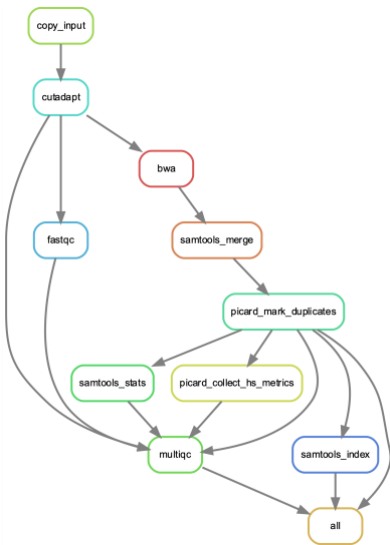 copy_input
cutadapt
bwa
fastqc
samtools_merge
picard_mark_duplicates
samtools_stats
picard_collect_hs_metrics
multiqc
samtools_index
all